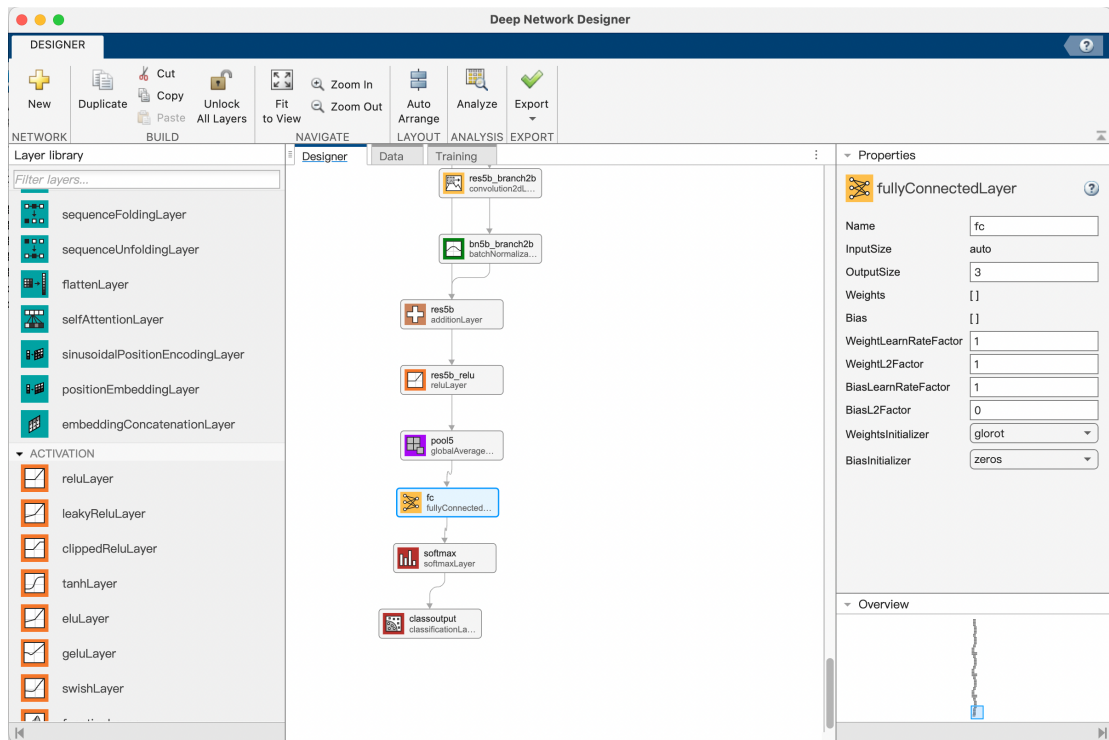 Deep Network Designer
DESIGNER
New
Duplicate
Cut
Copy
Paste
Unlock
All Layers
Fit
to View
Zoom In
Zoom Out
Auto
Arrange
Analyze
Export
NETWORK
BUILD
NAVIGATE
LAYOUT
ANALYSIS
EXPORT
Layer library
Filter layers...
sequenceFoldingLayer
sequenceUnfoldingLayer
flattenLayer
selfAttentionLayer
sinusoidalPositionEncodingLayer
positionEmbeddingLayer
embeddingConcatenationLayer
ACTIVATION
reluLayer
leakyReluLayer
clippedReluLayer
tanhLayer
eluLayer
geluLayer
swishLayer
Designer
Data
Training
res5b_branch2b
convolution2dL...
bn5b_branch2b
batchNormaliza...
res5b
additionLayer
res5b_relu
reluLayer
pool5
globalAverage...
fc
fullyConnected...
softmax
softmaxLayer
classoutput
classificationLa...
Properties
fullyConnectedLayer
?
Name fc
InputSize auto
OutputSize 3
Weights [ ]
Bias [ ]
WeightLearnRateFactor 1
WeightL2Factor 1
BiasLearnRateFactor 1
BiasL2Factor 0
WeightsInitializer glorot
BiasInitializer zeros
Overview